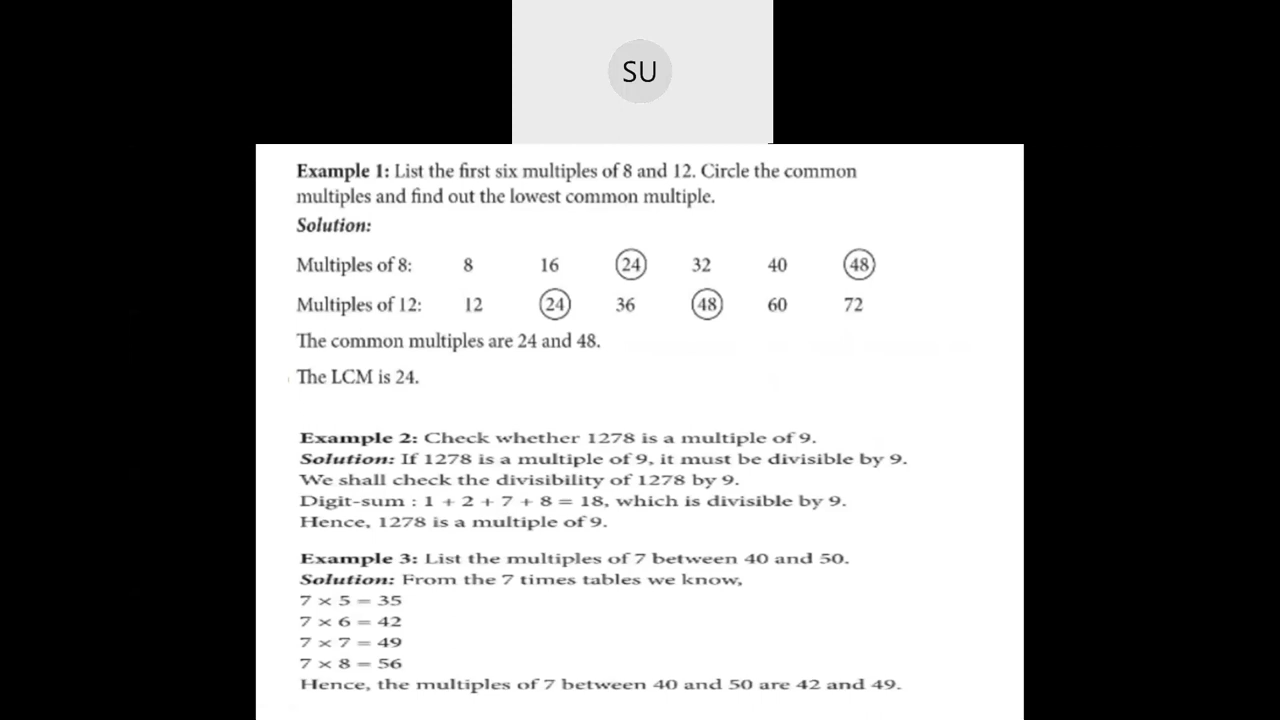 SU
Example 1: List the first six multiples of 8 and 12. Circle the common
multiples and find out the lowest common multiple.
Solution:
Multiples of 8: 8 16 24 32 40 48
Multiples of 12: 12 24 36 48 60 72
The common multiples are 24 and 48.
The LCM is 24.
Example 2: Check whether 1278 is a multiple of 9.
Solution: If 1278 is a multiple of 9, it must be divisible by 9.
We shall check the divisibility of 1278 by 9.
Digit-sum : 1 + 2 + 7 + 8 = 18, which is divisible by 9.
Hence, 1278 is a multiple of 9.
Example 3: List the multiples of 7 between 40 and 50.
Solution: From the 7 times tables we know,
7 × 5 = 35
7 × 6 = 42
7 × 7 = 49
7 × 8 = 56
Hence, the multiples of 7 between 40 and 50 are 42 and 49.